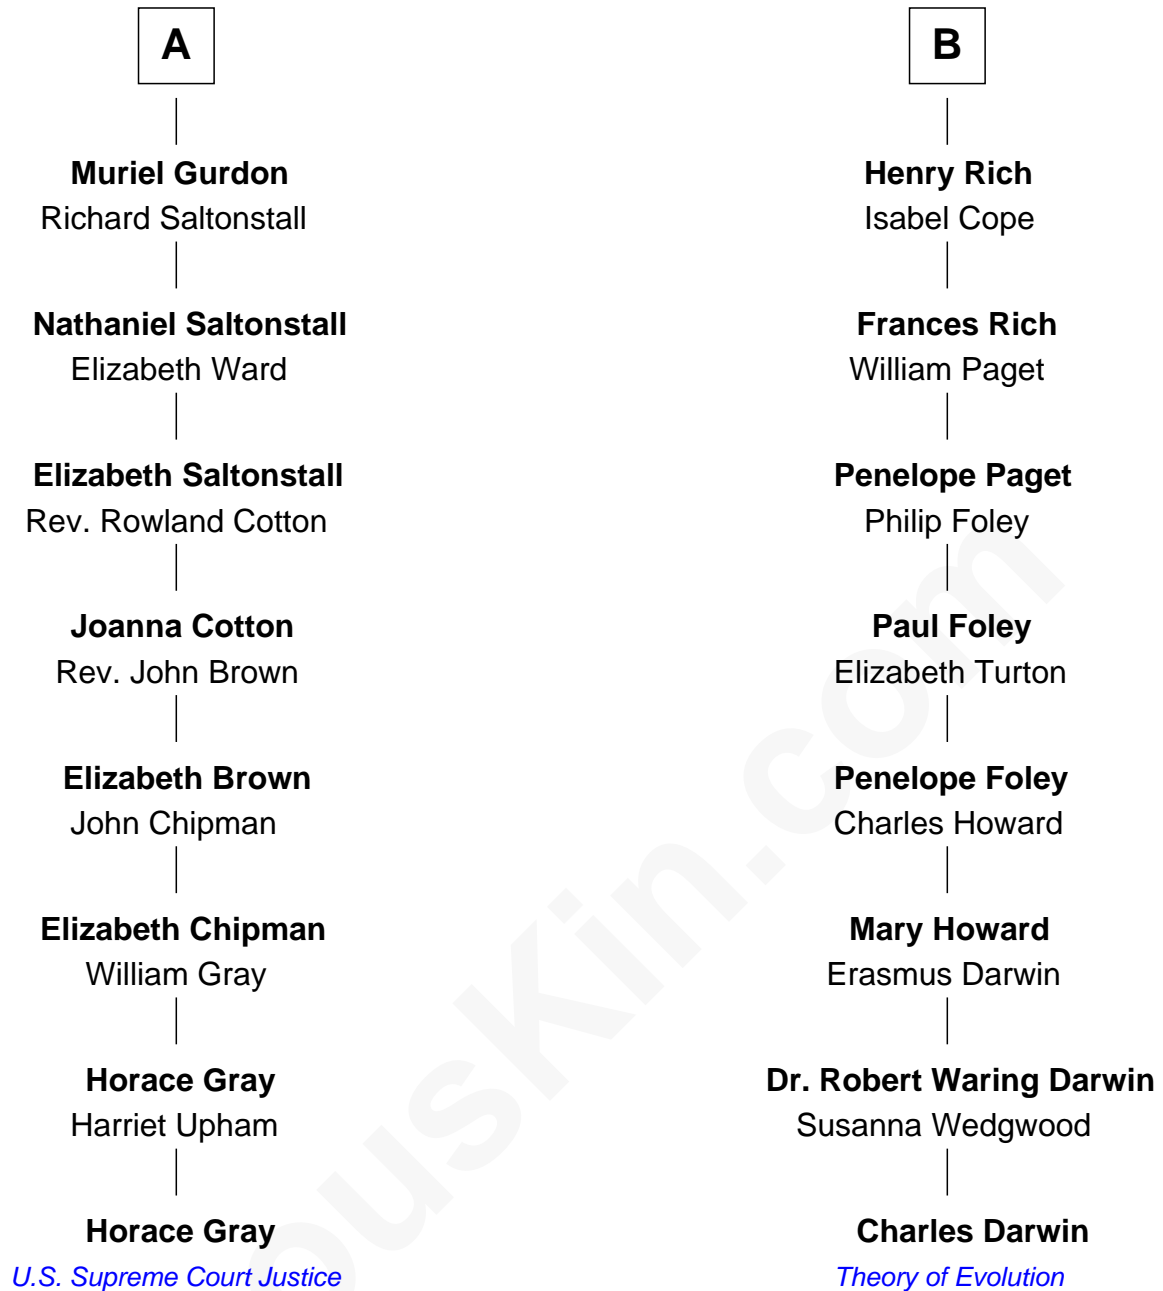 A
Muriel Gurdon
Richard Saltonstall
Nathaniel Saltonstall
Elizabeth Ward
Elizabeth Saltonstall
Rev. Rowland Cotton
Joanna Cotton
Rev. John Brown
Elizabeth Brown
John Chipman
Elizabeth Chipman
William Gray
Horace Gray
Harriet Upham
Horace Gray
U.S. Supreme Court Justice
B
Henry Rich
Isabel Cope
Frances Rich
William Paget
Penelope Paget
Philip Foley
Paul Foley
Elizabeth Turton
Penelope Foley
Charles Howard
Mary Howard
Erasmus Darwin
Dr. Robert Waring Darwin
Susanna Wedgwood
Charles Darwin
Theory of Evolution
ousKin.com